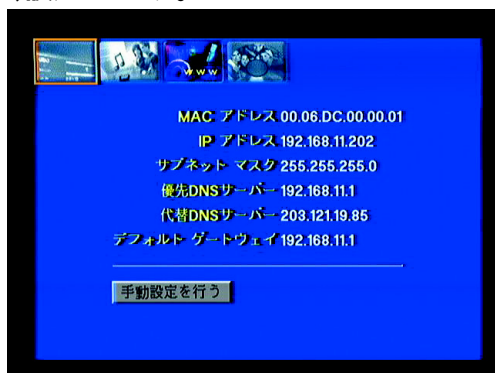 www
MAC アドレス 00.06.DC.00.00.01
IP アドレス 192.168.11.202
サブネット マスク 255.255.255.0
優先DNSサーバー 192.168.11.1
代替DNSサーバー 203.121.19.85
デフォルト ゲートウェイ 192.168.11.1
手動設定を行う